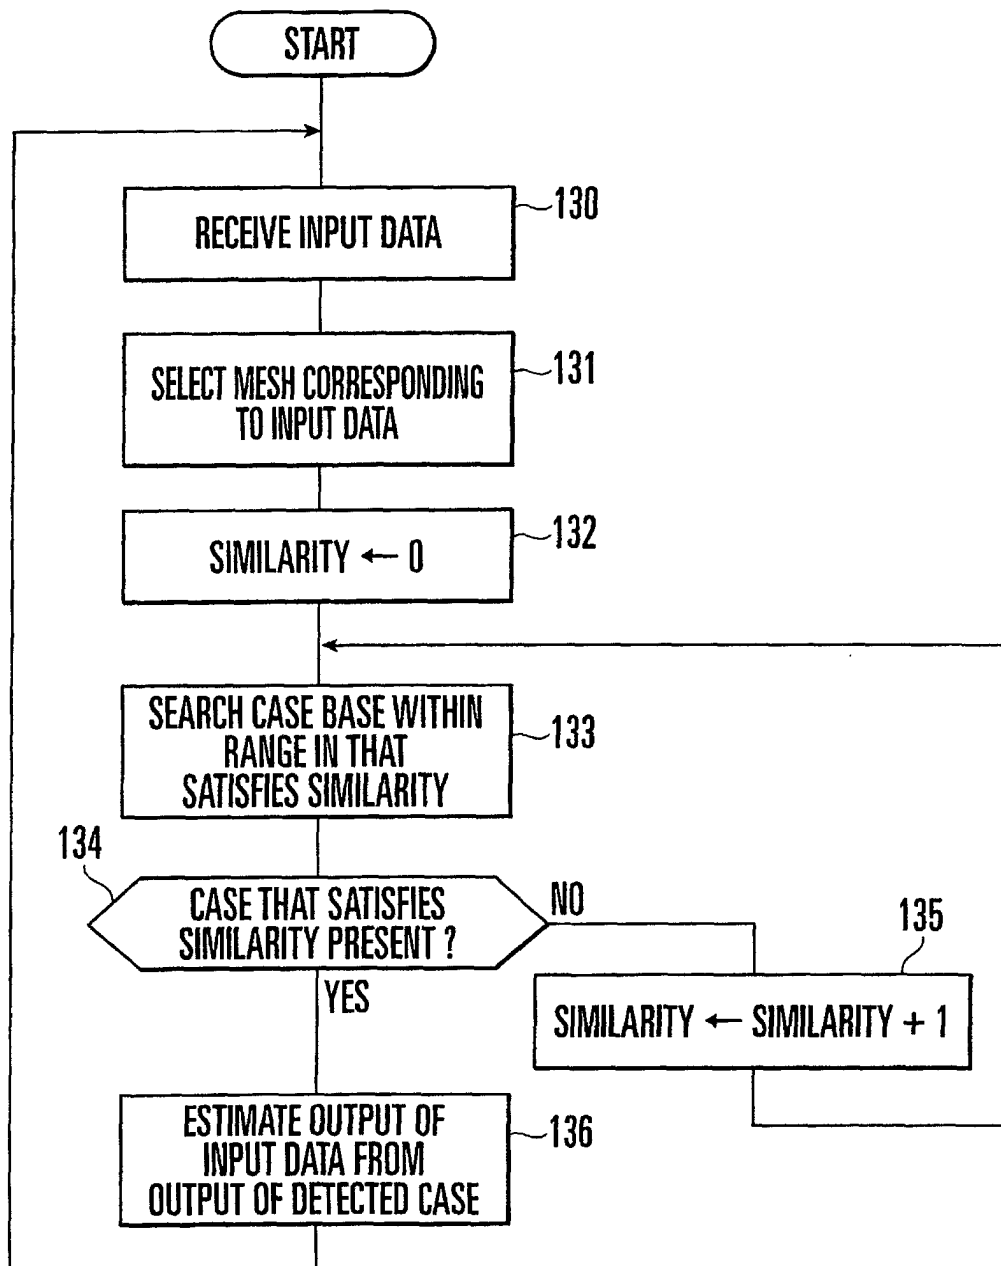 START
RECEIVE INPUT DATA
130
SELECT MESH CORRESPONDING
TO INPUT DATA
131
SIMILARITY ← 0
132
SEARCH CASE BASE WITHIN
RANGE IN THAT
SATISFIES SIMILARITY
133
134
CASE THAT SATISFIES
SIMILARITY PRESENT ?
NO
YES
135
SIMILARITY ← SIMILARITY + 1
ESTIMATE OUTPUT OF
INPUT DATA FROM
OUTPUT OF DETECTED CASE
136